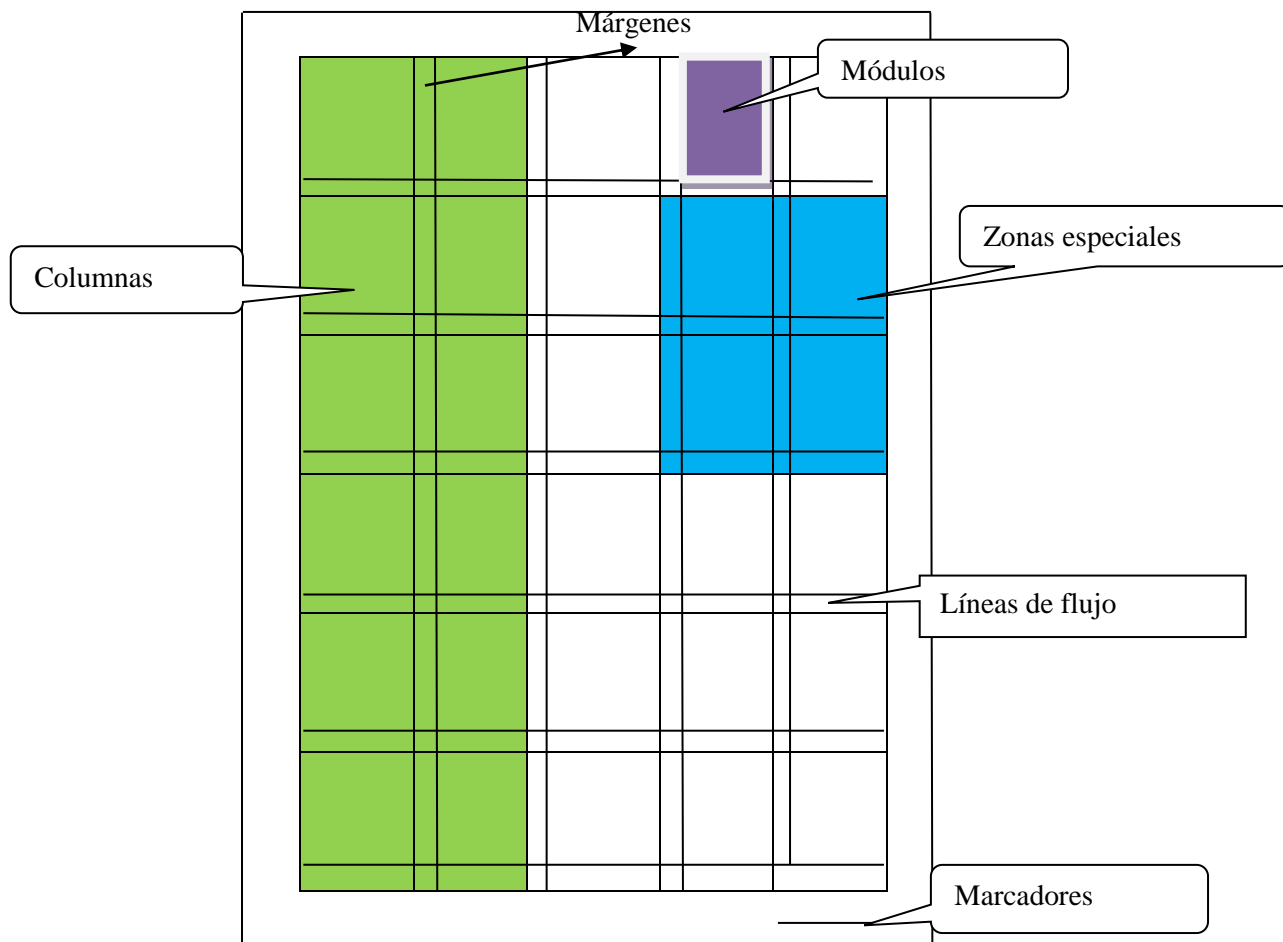 Márgenes
Módulos
Zonas especiales
Columnas
Líneas de flujo
Marcadores